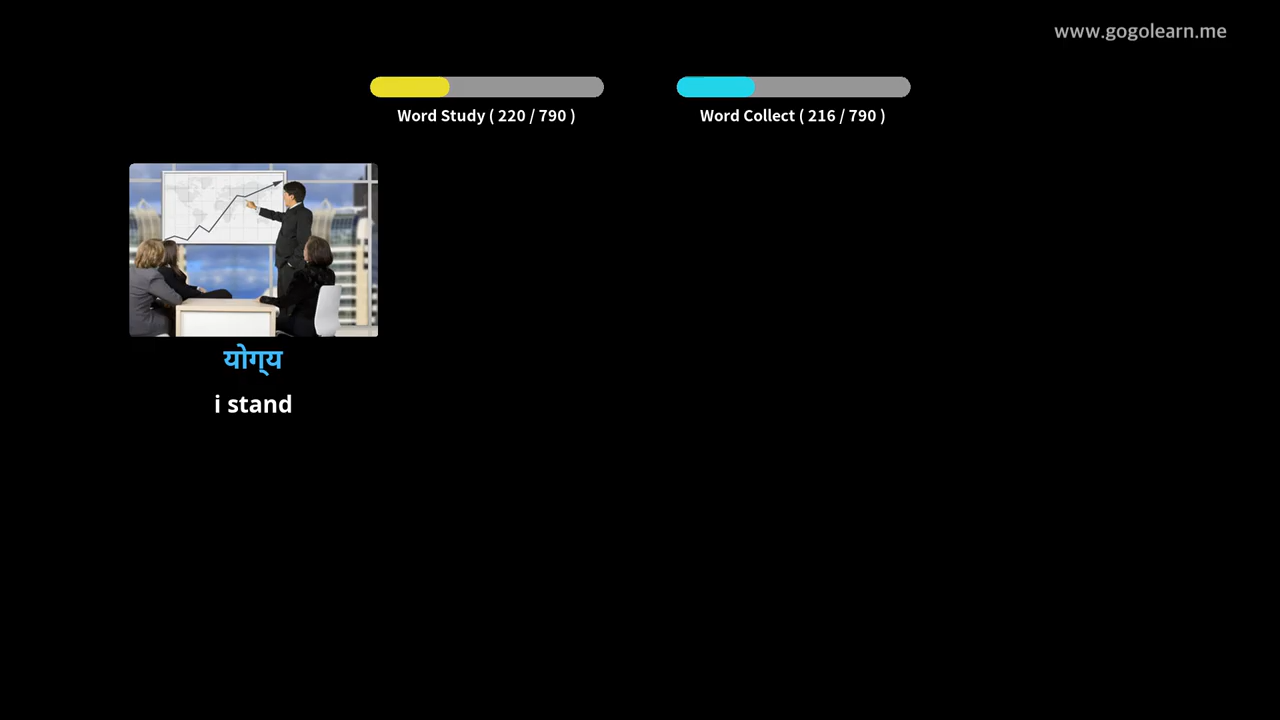 www.gogolearn.me
Word Study ( 220 / 790 )
Word Collect ( 216 / 790 )
योग्‌य
i stand